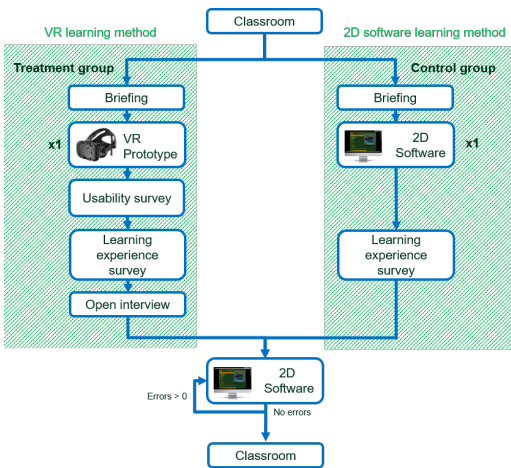 Classroom
VR learning method
2D software learning method
Treatment group
Control group
Briefing
Briefing
x1
VR
Prototype
2D
Software
x1
Usability survey
Learning
experience
survey
Learning
experience
survey
Open interview
2D
Software
Errors > 0
No errors
Classroom